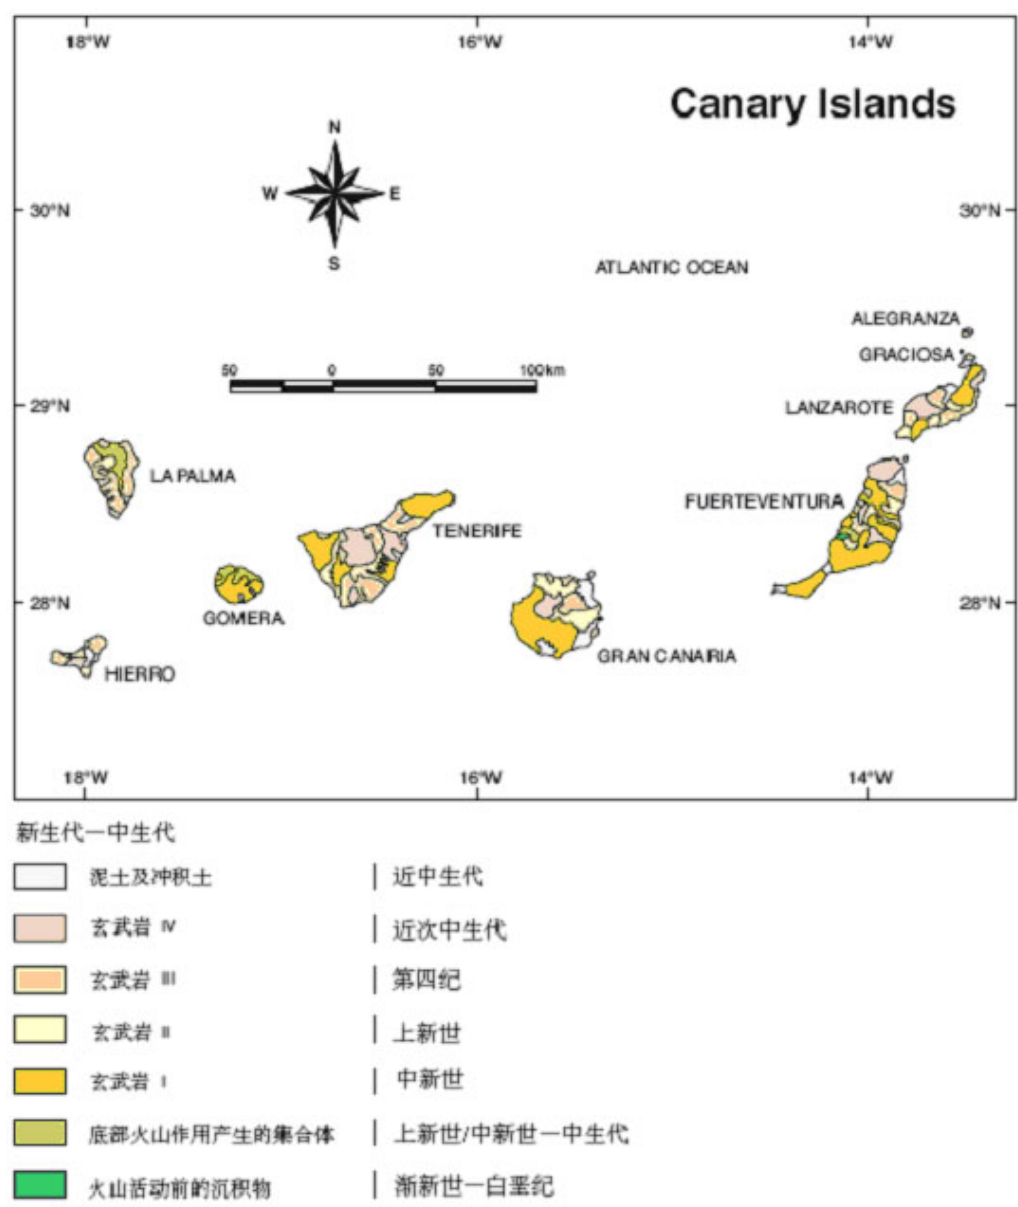 18°W 16°W 14°W
Canary Islands
N
W E
S
30°N 30°N
ATLANTIC OCEAN
ALEGRANZA
GRACIOSA
50 0 50 100km
29°N 29°N
LANZAROTE
LA PALMA
FUERTEVENTURA
TENERIFE
28°N 28°N
GOMERA
GRAN CANARIA
HIERRO
18°W 16°W 14°W
新生代—中生代
泥土及冲积土 近中生代
玄武岩 IV 近次中生代
玄武岩 III 第四纪
玄武岩 II 上新世
玄武岩 I 中新世
底部火山作用产生的集合体 上新世/中新世—中生代
火山活动前的沉积物 渐新世—白垩纪